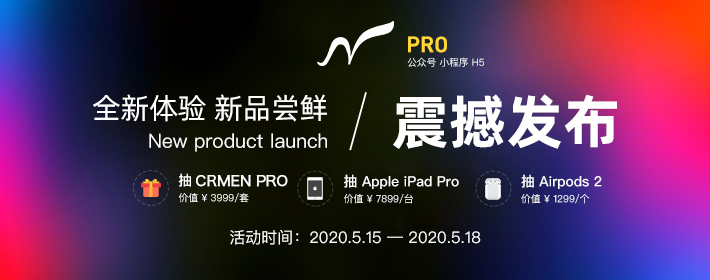 PRO
公众号 小程序 H5
全新体验 新品尝鲜
New product launch
震撼发布
抽 CRMEN PRO
价值 ¥ 3999/套
抽 Apple iPad Pro
价值 ¥ 7899/台
抽 Airpods 2
价值 ¥ 1299/个
活动时间：2020.5.15 — 2020.5.18